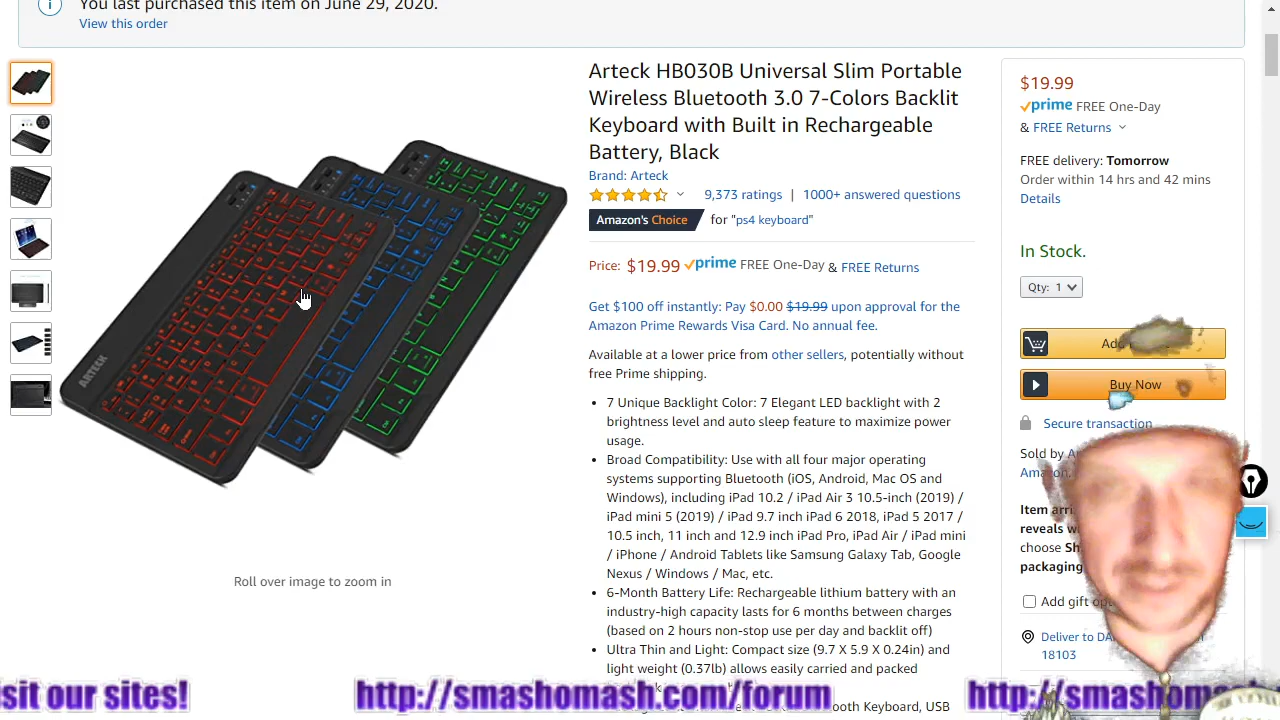 You last purchased this item on June 29, 2020.
View this order
Arteck HB030B Universal Slim Portable
Wireless Bluetooth 3.0 7-Colors Backlit
Keyboard with Built in Rechargeable
Battery, Black
Brand: Arteck
9,373 ratings | 1000+ answered questions
Amazon's Choice for "ps4 keyboard"
Price: $19.99 prime FREE One-Day & FREE Returns
Get $100 off instantly: Pay $0.00 $19.99 upon approval for the
Amazon Prime Rewards Visa Card. No annual fee.
Available at a lower price from other sellers, potentially without
free Prime shipping.
• 7 Unique Backlight Color: 7 Elegant LED backlight with 2
brightness level and auto sleep feature to maximize power
usage.
• Broad Compatibility: Use with all four major operating
systems supporting Bluetooth (iOS, Android, Mac OS and
Windows), including iPad 10.2 / iPad Air 3 10.5-inch (2019) /
iPad mini 5 (2019) / iPad 9.7 inch iPad 6 2018, iPad 5 2017 /
10.5 inch, 11 inch and 12.9 inch iPad Pro, iPad Air / iPad mini
/ iPhone / Android Tablets like Samsung Galaxy Tab, Google
Nexus / Windows / Mac, etc.
• 6-Month Battery Life: Rechargeable lithium battery with an
industry-high capacity lasts for 6 months between charges
(based on 2 hours non-stop use per day and backlit off)
• Ultra Thin and Light: Compact size (9.7 X 5.9 X 0.24in) and
light weight (0.37lb) allows easily carried and packed
Keyboard, USB
ARTECK
Roll over image to zoom in
$19.99
prime FREE One-Day
& FREE Returns
FREE delivery: Tomorrow
Order within 14 hrs and 42 mins
Details
In Stock.
Qty: 1
Buy Now
Secure transaction
Sold by
Item
reveals
choose
packaging
Add gift
Deliver to
18103
sit our sites!
http://smashomash.com/forum